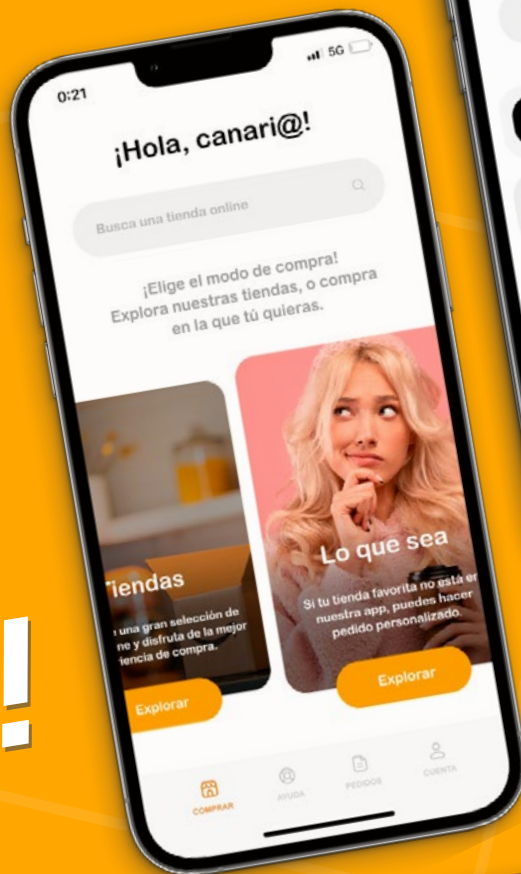 0:21
5G
¡Hola, canari@!
Busca una tienda online
¡Elige el modo de compra!
Explora nuestras tiendas, o compra
en la que tú quieras.
Tiendas
una gran selección de
ne y disfruta de la mejor
iencia de compra.
Explorar
Lo que sea
Si tu tienda favorita no está en
nuestra app, puedes hacer
pedido personalizado.
Explorar
COMPRAR
AYUDA
PEDIDOS
CUENTA
!